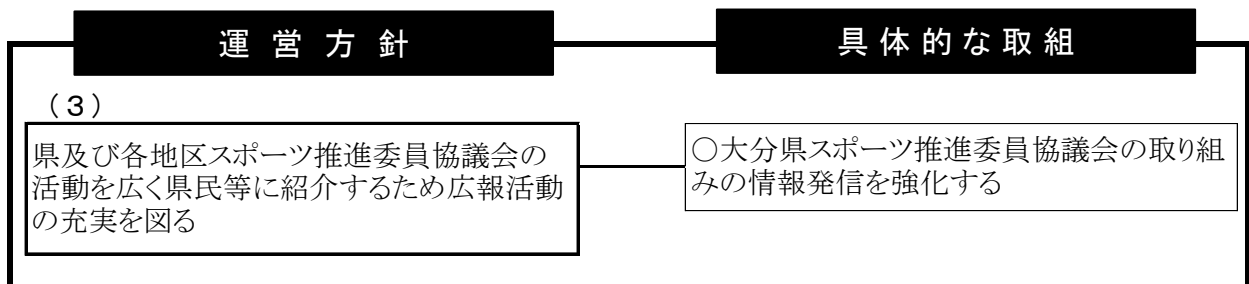 運営方針
具体的な取組
（３）
県及び各地区スポーツ推進委員協議会の
活動を広く県民等に紹介するため広報活動
の充実を図る
○大分県スポーツ推進委員協議会の取り組
みの情報発信を強化する